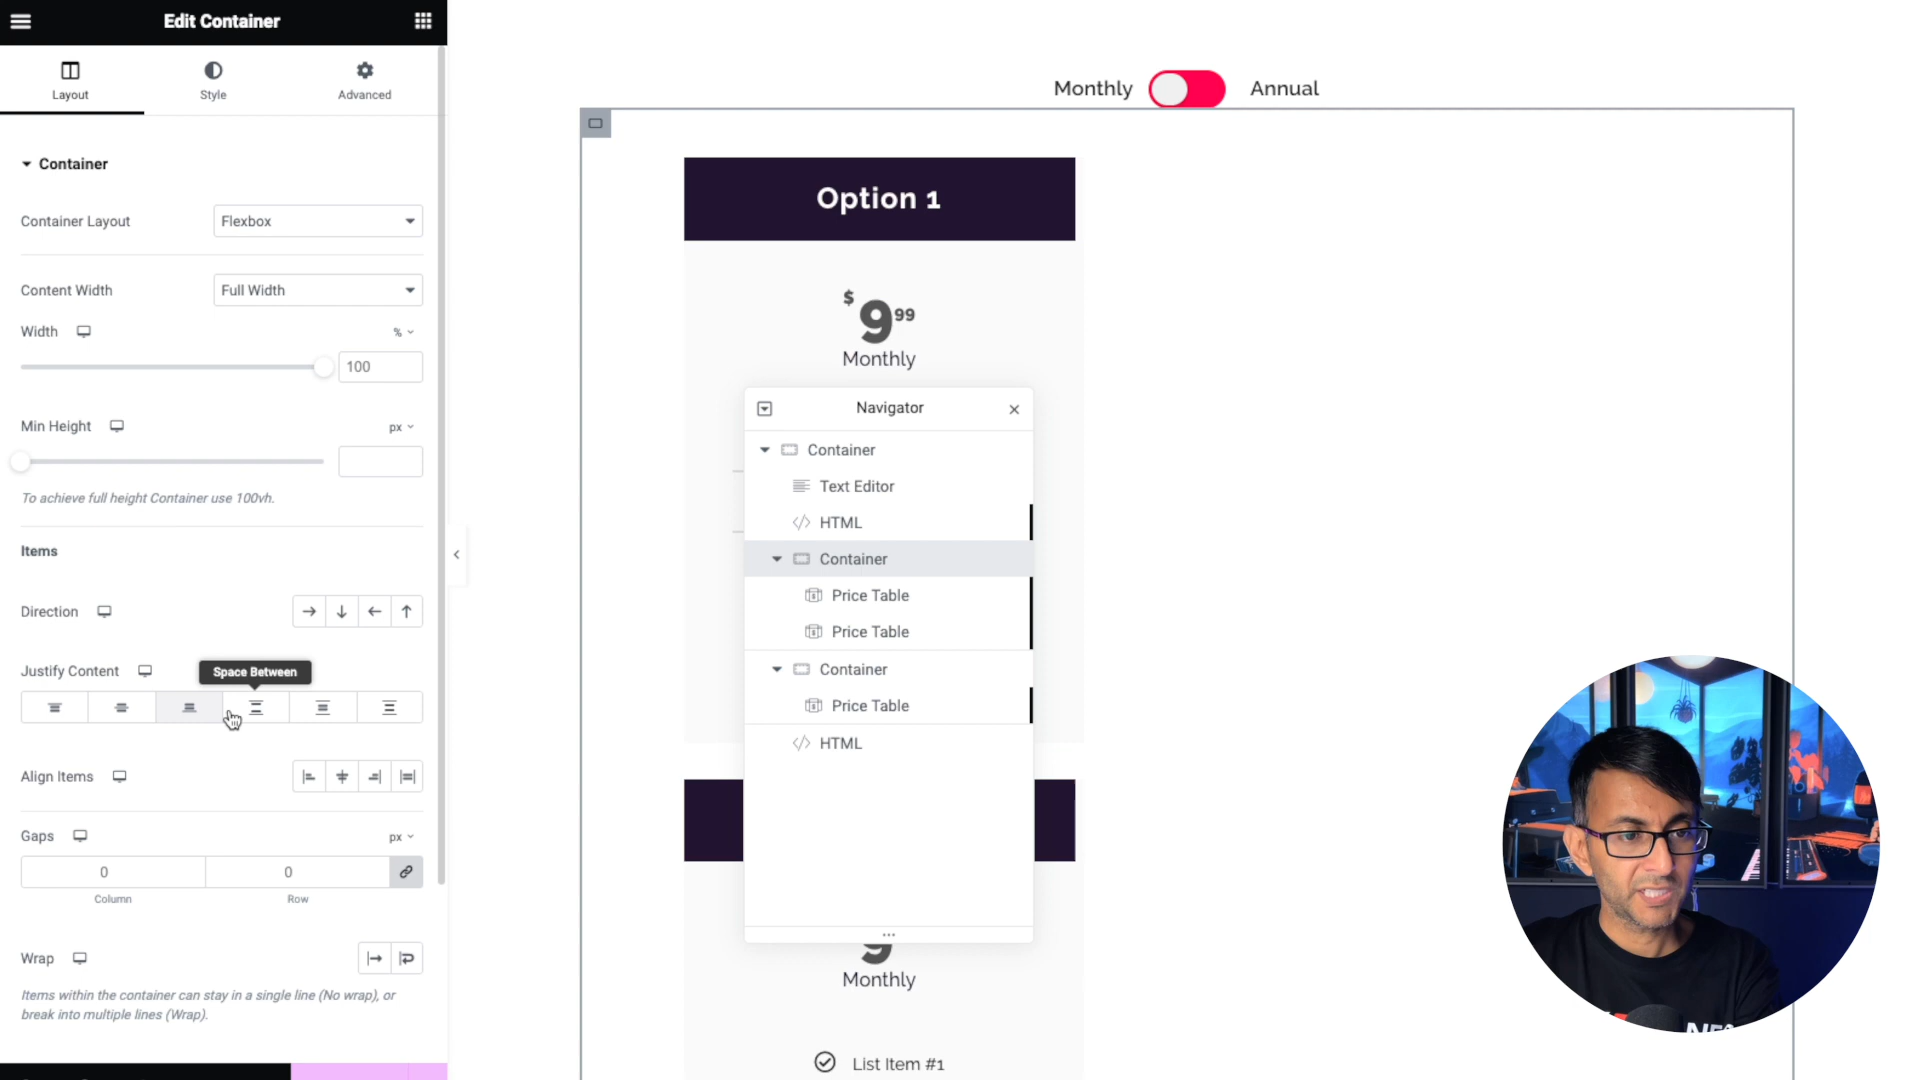 Edit Container
Layout
Style
Advanced
Container
Container Layout
Flexbox
Content Width
Full Width
Width
%
100
Min Height
px
To achieve full height Container use 100vh.
Items
Direction
Justify Content
Space Between
Align Items
Gaps
px
0
0
Column
Row
Wrap
Items within the container can stay in a single line (No wrap), or
break into multiple lines (Wrap).
Monthly
Annual
Option 1
$
9
99
Monthly
Navigator
Container
Text Editor
HTML
Container
Price Table
Price Table
Container
Price Table
HTML
9
Monthly
List Item #1